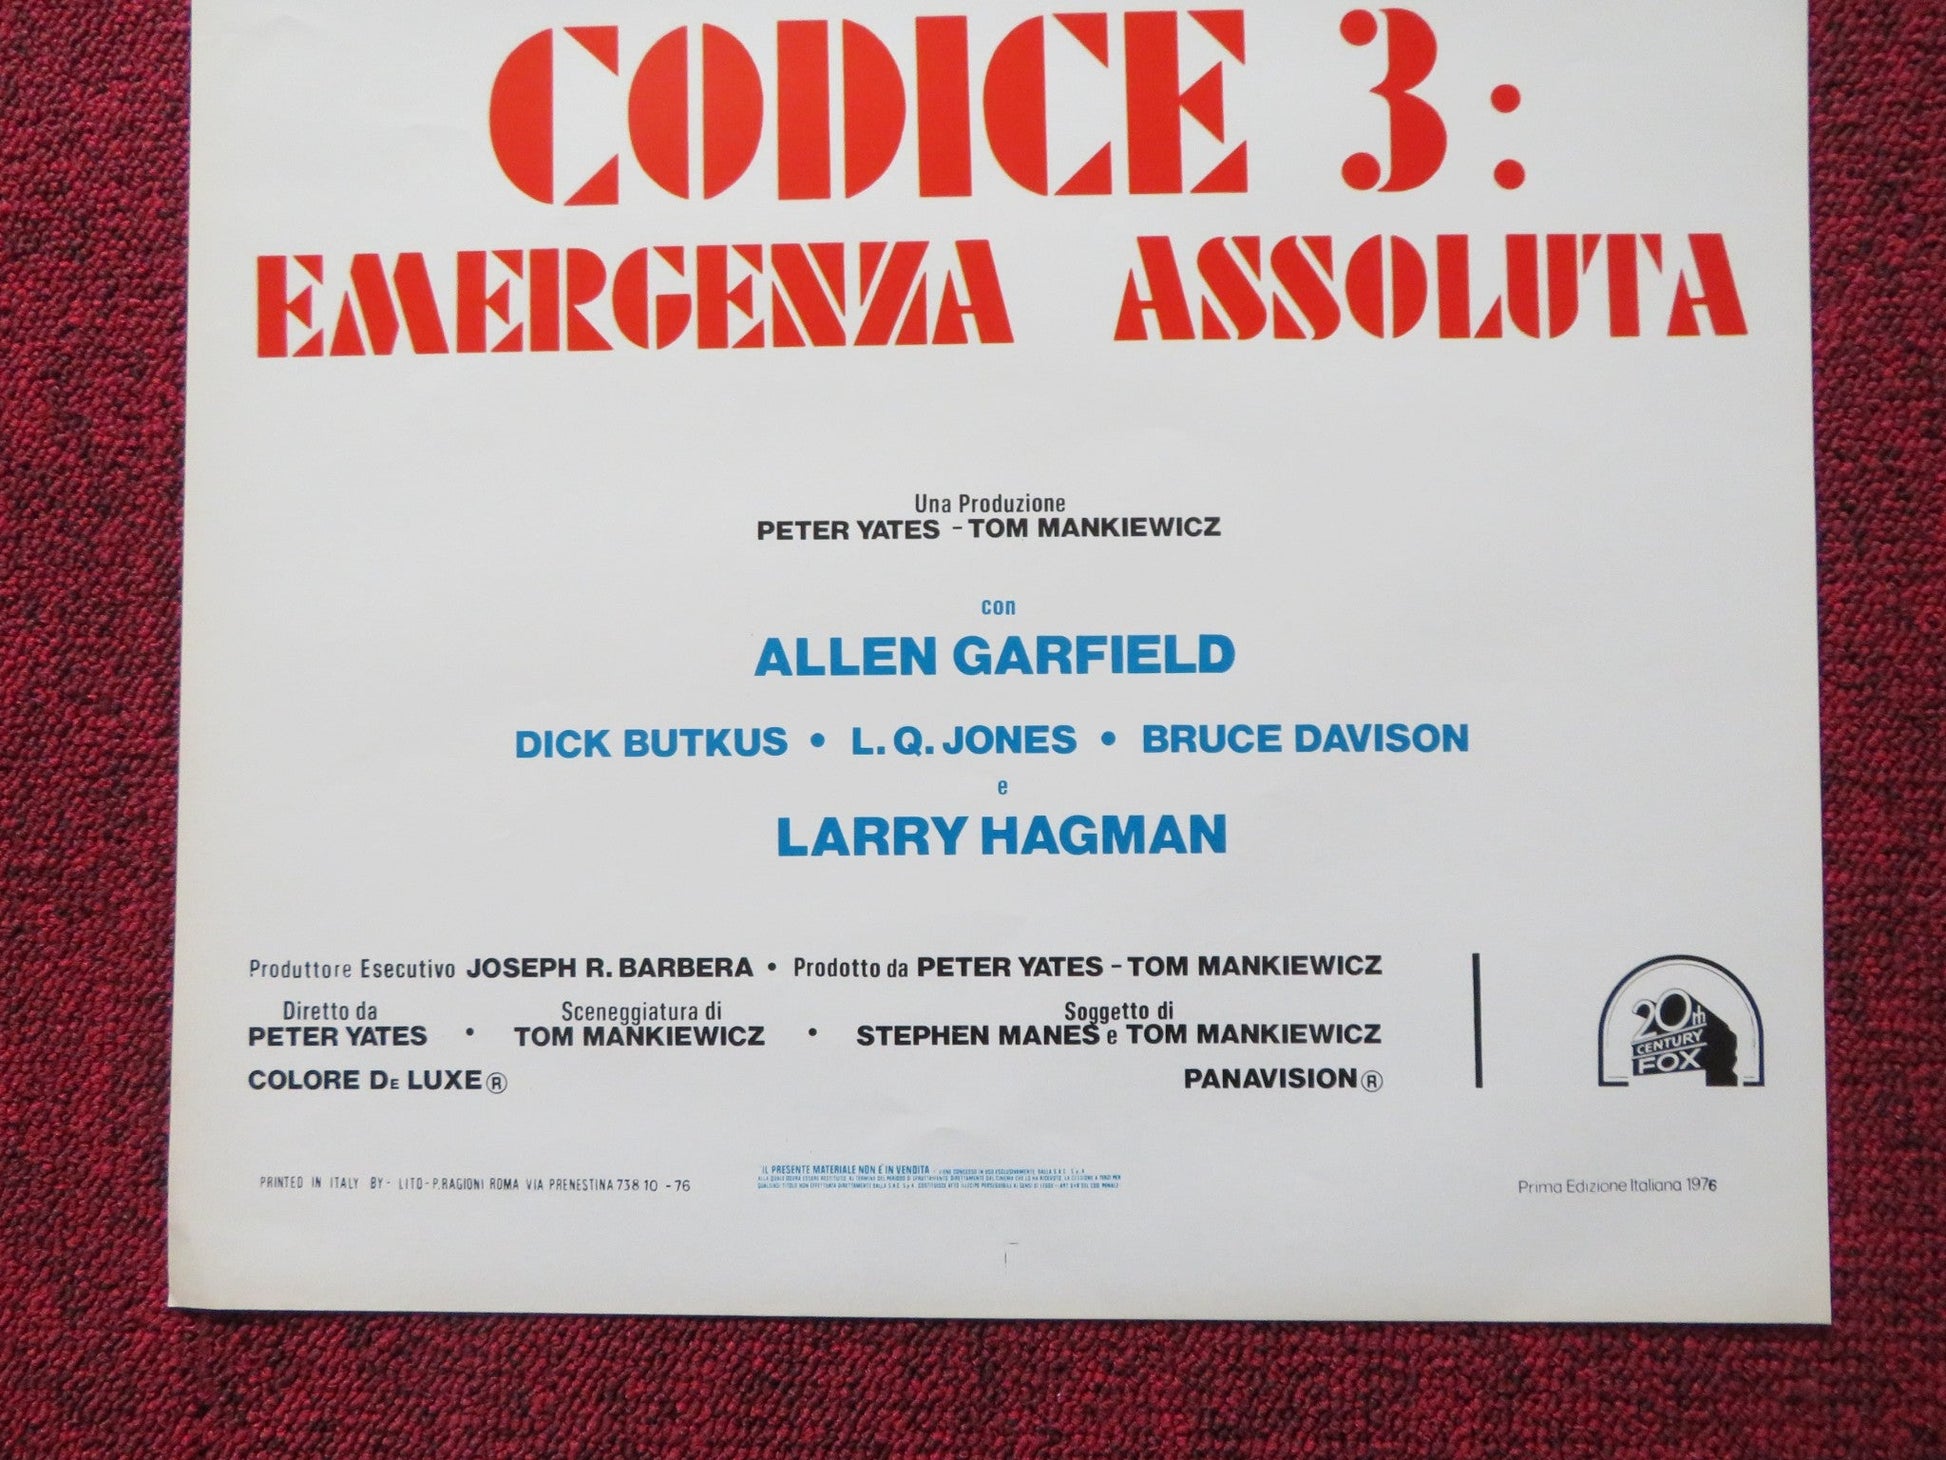 CODICE 3:
EMERGENZA ASSOLUTA
Una Produzione
PETER YATES - TOM MANKIEWICZ
con
ALLEN GARFIELD
DICK BUTKUS • L.Q. JONES • BRUCE DAVISON
e
LARRY HAGMAN
Produttore Esecutivo JOSEPH R. BARBERA • Prodotto da PETER YATES - TOM MANKIEWICZ
Diretto da Sceneggiatura di Soggetto di
PETER YATES • TOM MANKIEWICZ • STEPHEN MANES e TOM MANKIEWICZ
COLORE DE LUXE® PANAVISION®
20th
CENTURY
FOX
PRINTED IN ITALY BY - LITO-P.RAGIONI ROMA VIA PRENESTINA 738 10 - 76
IL PRESENTE MATERIALE NON E' IN VENDITA
Prima Edizione Italiana 1976